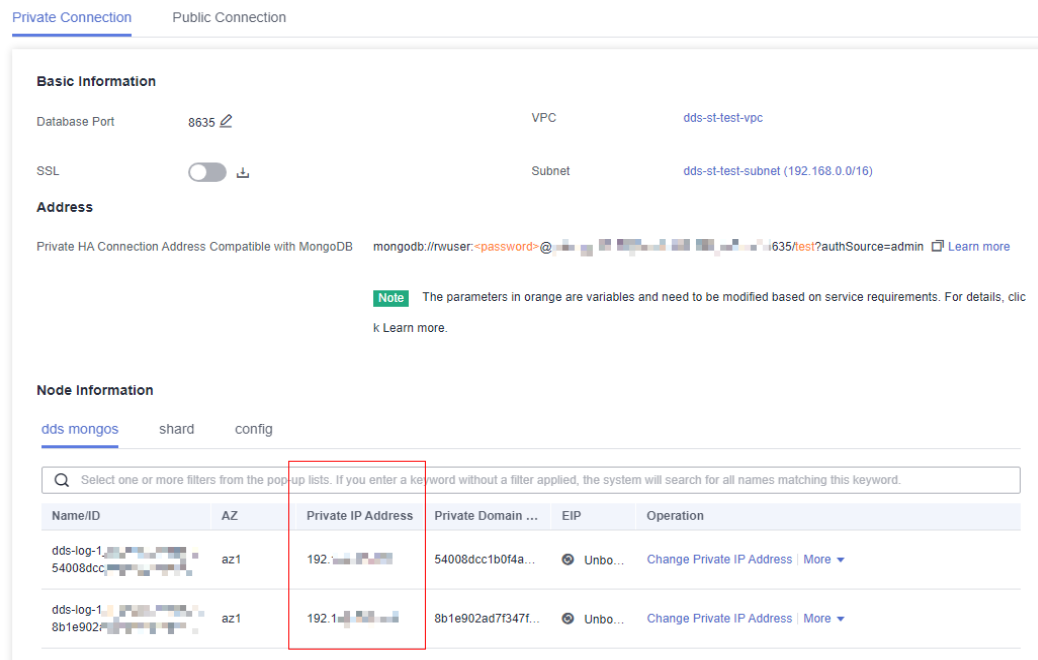 Private Connection Public Connection
Basic Information
Database Port 8635 VPC dds-st-test-vpc
SSL Subnet dds-st-test-subnet (192.168.0.0/16)
Address
Private HA Connection Address Compatible with MongoDB mongodb://rwuser:<password>@ 635/test?authSource=admin Learn more
Note The parameters in orange are variables and need to be modified based on service requirements. For details, clic
k Learn more.
Node Information
dds mongos shard config
Select one or more filters from the pop-up lists. If you enter a keyword without a filter applied, the system will search for all names matching this keyword.
Name/ID AZ Private IP Address Private Domain ... EIP Operation
dds-log-1
54008dcc az1 192. 54008dcc1b0f4a... Unbo... Change Private IP Address More
dds-log-1
8b1e902 az1 192.1 8b1e902ad7f347f... Unbo... Change Private IP Address More